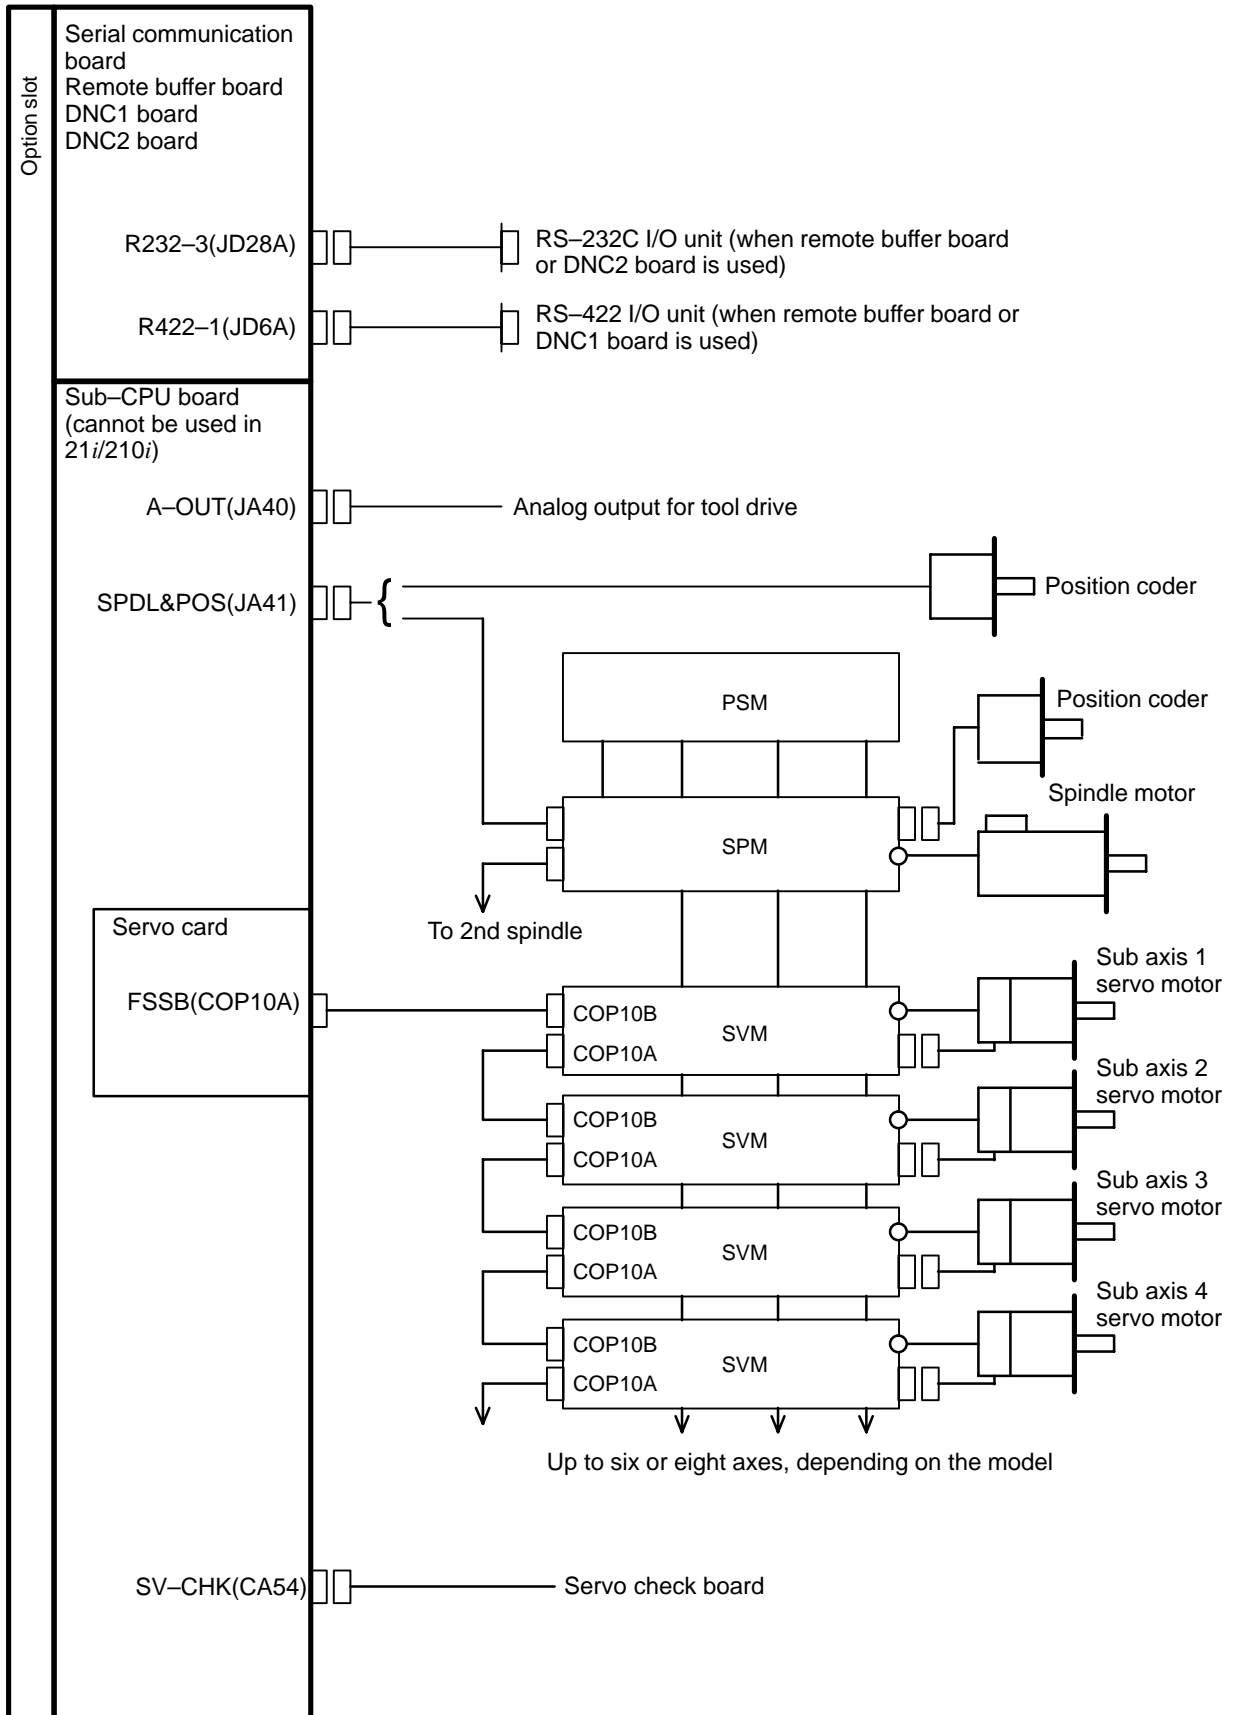 Option slot
Serial communication
board
Remote buffer board
DNC1 board
DNC2 board
R232–3(JD28A)
RS–232C I/O unit (when remote buffer board
or DNC2 board is used)
R422–1(JD6A)
RS–422 I/O unit (when remote buffer board or
DNC1 board is used)
Sub–CPU board
(cannot be used in
21i/210i)
A–OUT(JA40)
Analog output for tool drive
SPDL&POS(JA41)
{
Position coder
PSM
Position coder
Spindle motor
SPM
To 2nd spindle
Servo card
FSSB(COP10A)
COP10B
SVM
COP10A
Sub axis 1
servo motor
COP10B
SVM
COP10A
Sub axis 2
servo motor
COP10B
SVM
COP10A
Sub axis 3
servo motor
COP10B
SVM
COP10A
Sub axis 4
servo motor
Up to six or eight axes, depending on the model
SV–CHK(CA54)
Servo check board